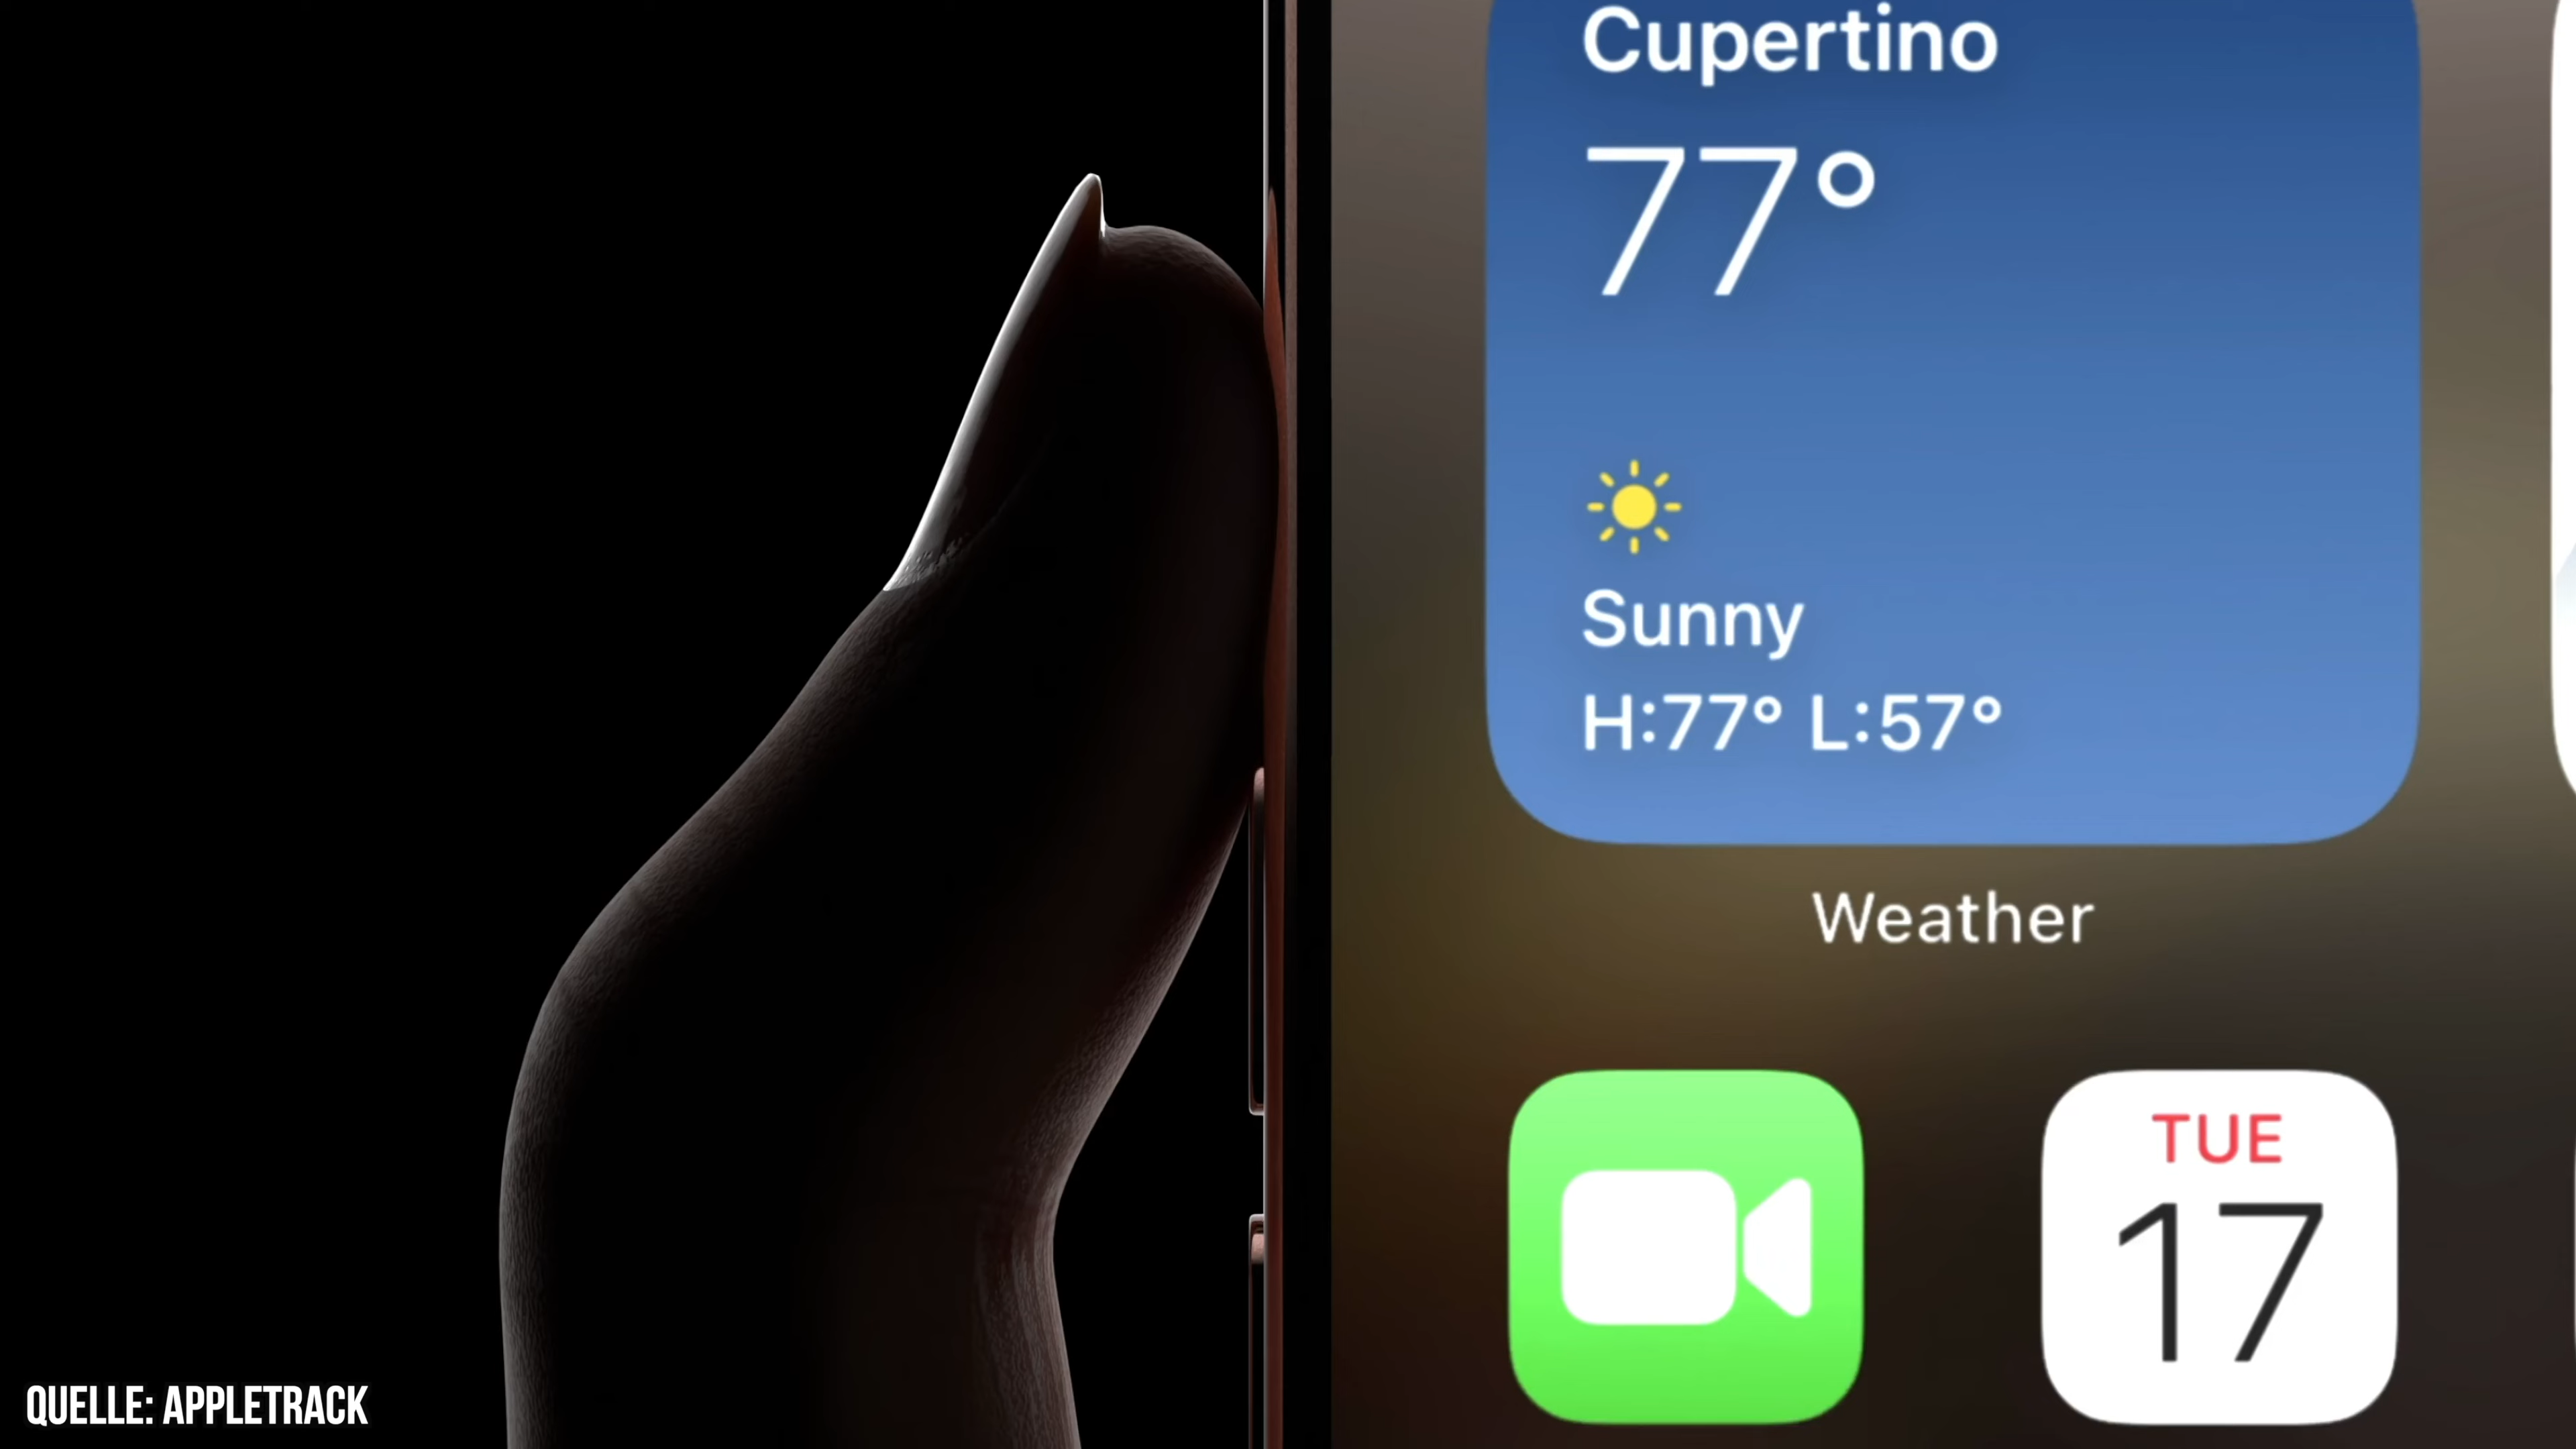 Cupertino
77°
Sunny
H:77° L:57°
Weather
TUE
17
QUELLE: APPLETRACK